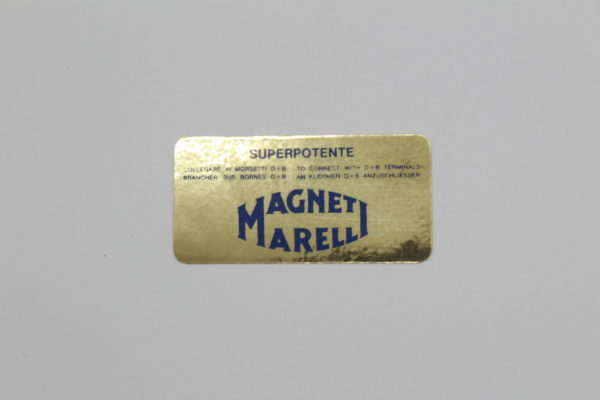 SUPERPOTENTE
COLLEGARE AI MORSETTI D+B TO CONNECT WITH D+B TERMINALS
BRANCHER SUR BORNES D+B AN KLEMMEN D+B ANZUSCHLIESSEN
MAGNETI
MARELLI